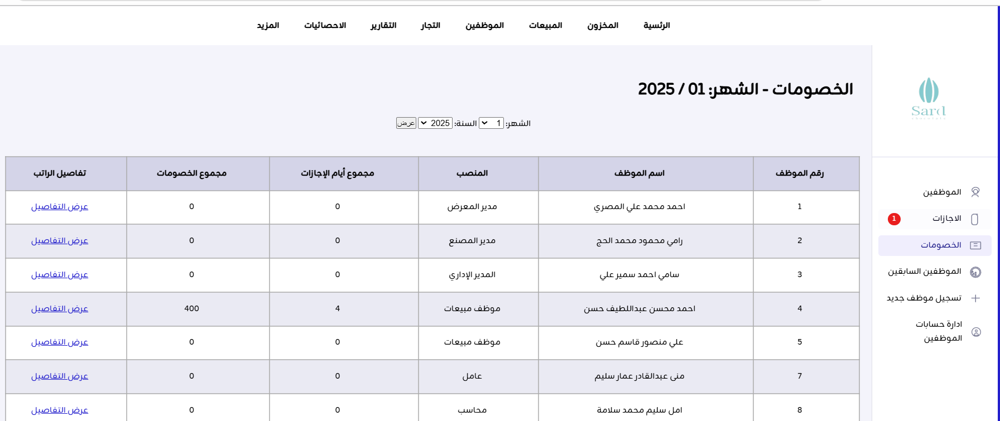 الرئسية المخزون المبيعات الموظفين التجار التقارير الاحصائيات المزيد
Sard
chocolate
الموظفين
الاجازات 1
الخصومات
الموظفين السابقين
تسجيل موظف جديد
ادارة حسابات
الموظفين
الخصومات - الشهر: 01 / 2025
الشهر: 1 السنة: 2025 عرض
رقم الموظف اسم الموظف المنصب مجموع أيام الإجازات مجموع الخصومات تفاصيل الراتب
1 احمد محمد علي المصري مدير المعرض 0 0 عرض التفاصيل
2 رامي محمود محمد الحج مدير المصنع 0 0 عرض التفاصيل
3 سامي احمد سمير علي المدير الإداري 0 0 عرض التفاصيل
4 احمد محسن عبداللطيف حسن موظف مبيعات 4 400 عرض التفاصيل
5 علي منصور قاسم حسن موظف مبيعات 0 0 عرض التفاصيل
7 منى عبدالقادر عمار سليم عامل 0 0 عرض التفاصيل
8 امل سليم محمد سلامة محاسب 0 0 عرض التفاصيل